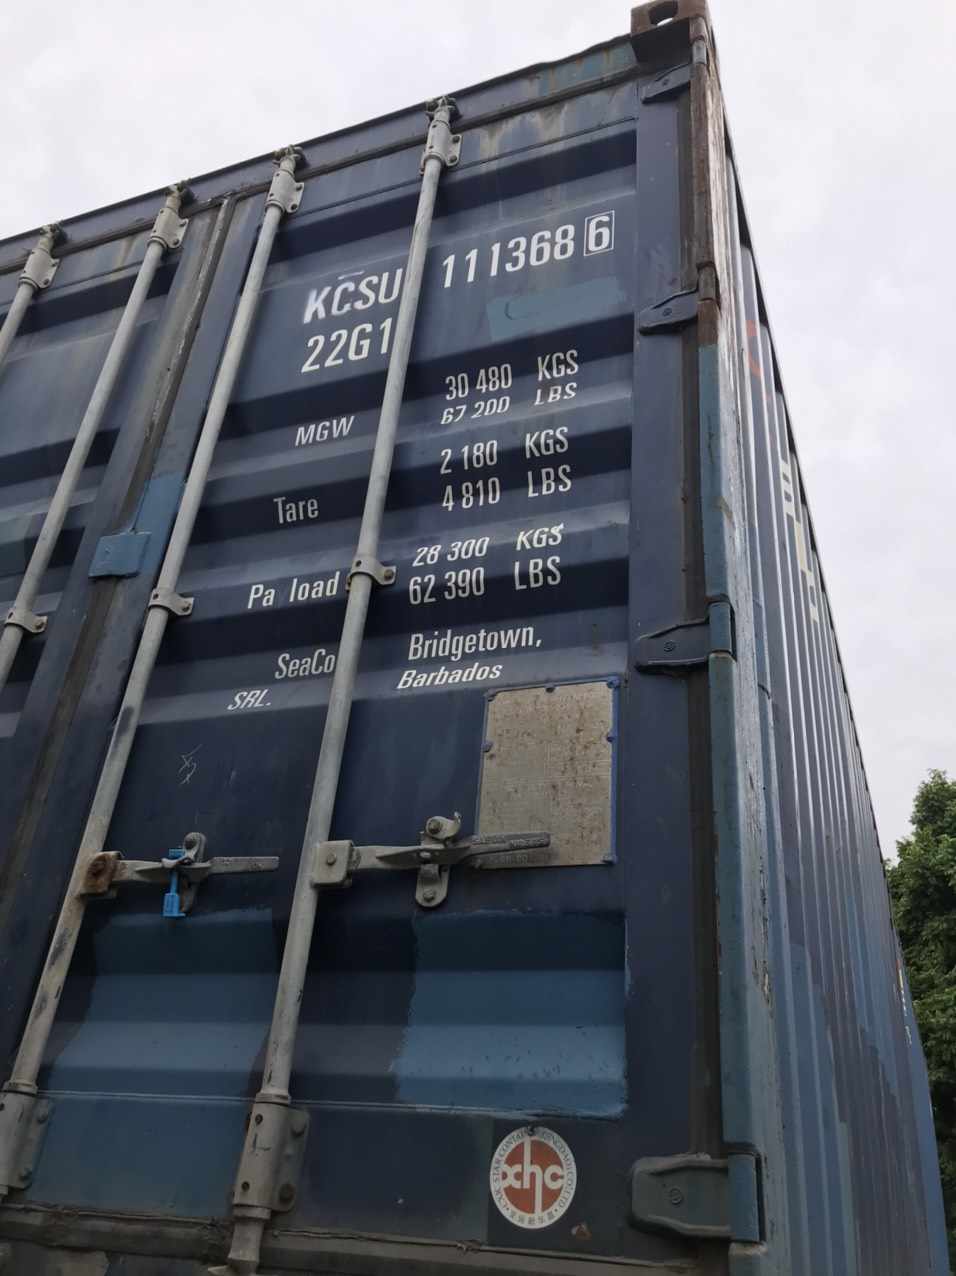 KCSU 111368 6
22G1
MGW 30 480 KGS
67 200 LBS
Tare 2 180 KGS
4 810 LBS
Pa load 28 300 KGS
62 390 LBS
SeaCo Bridgetown,
SRL. Barbados
xhc